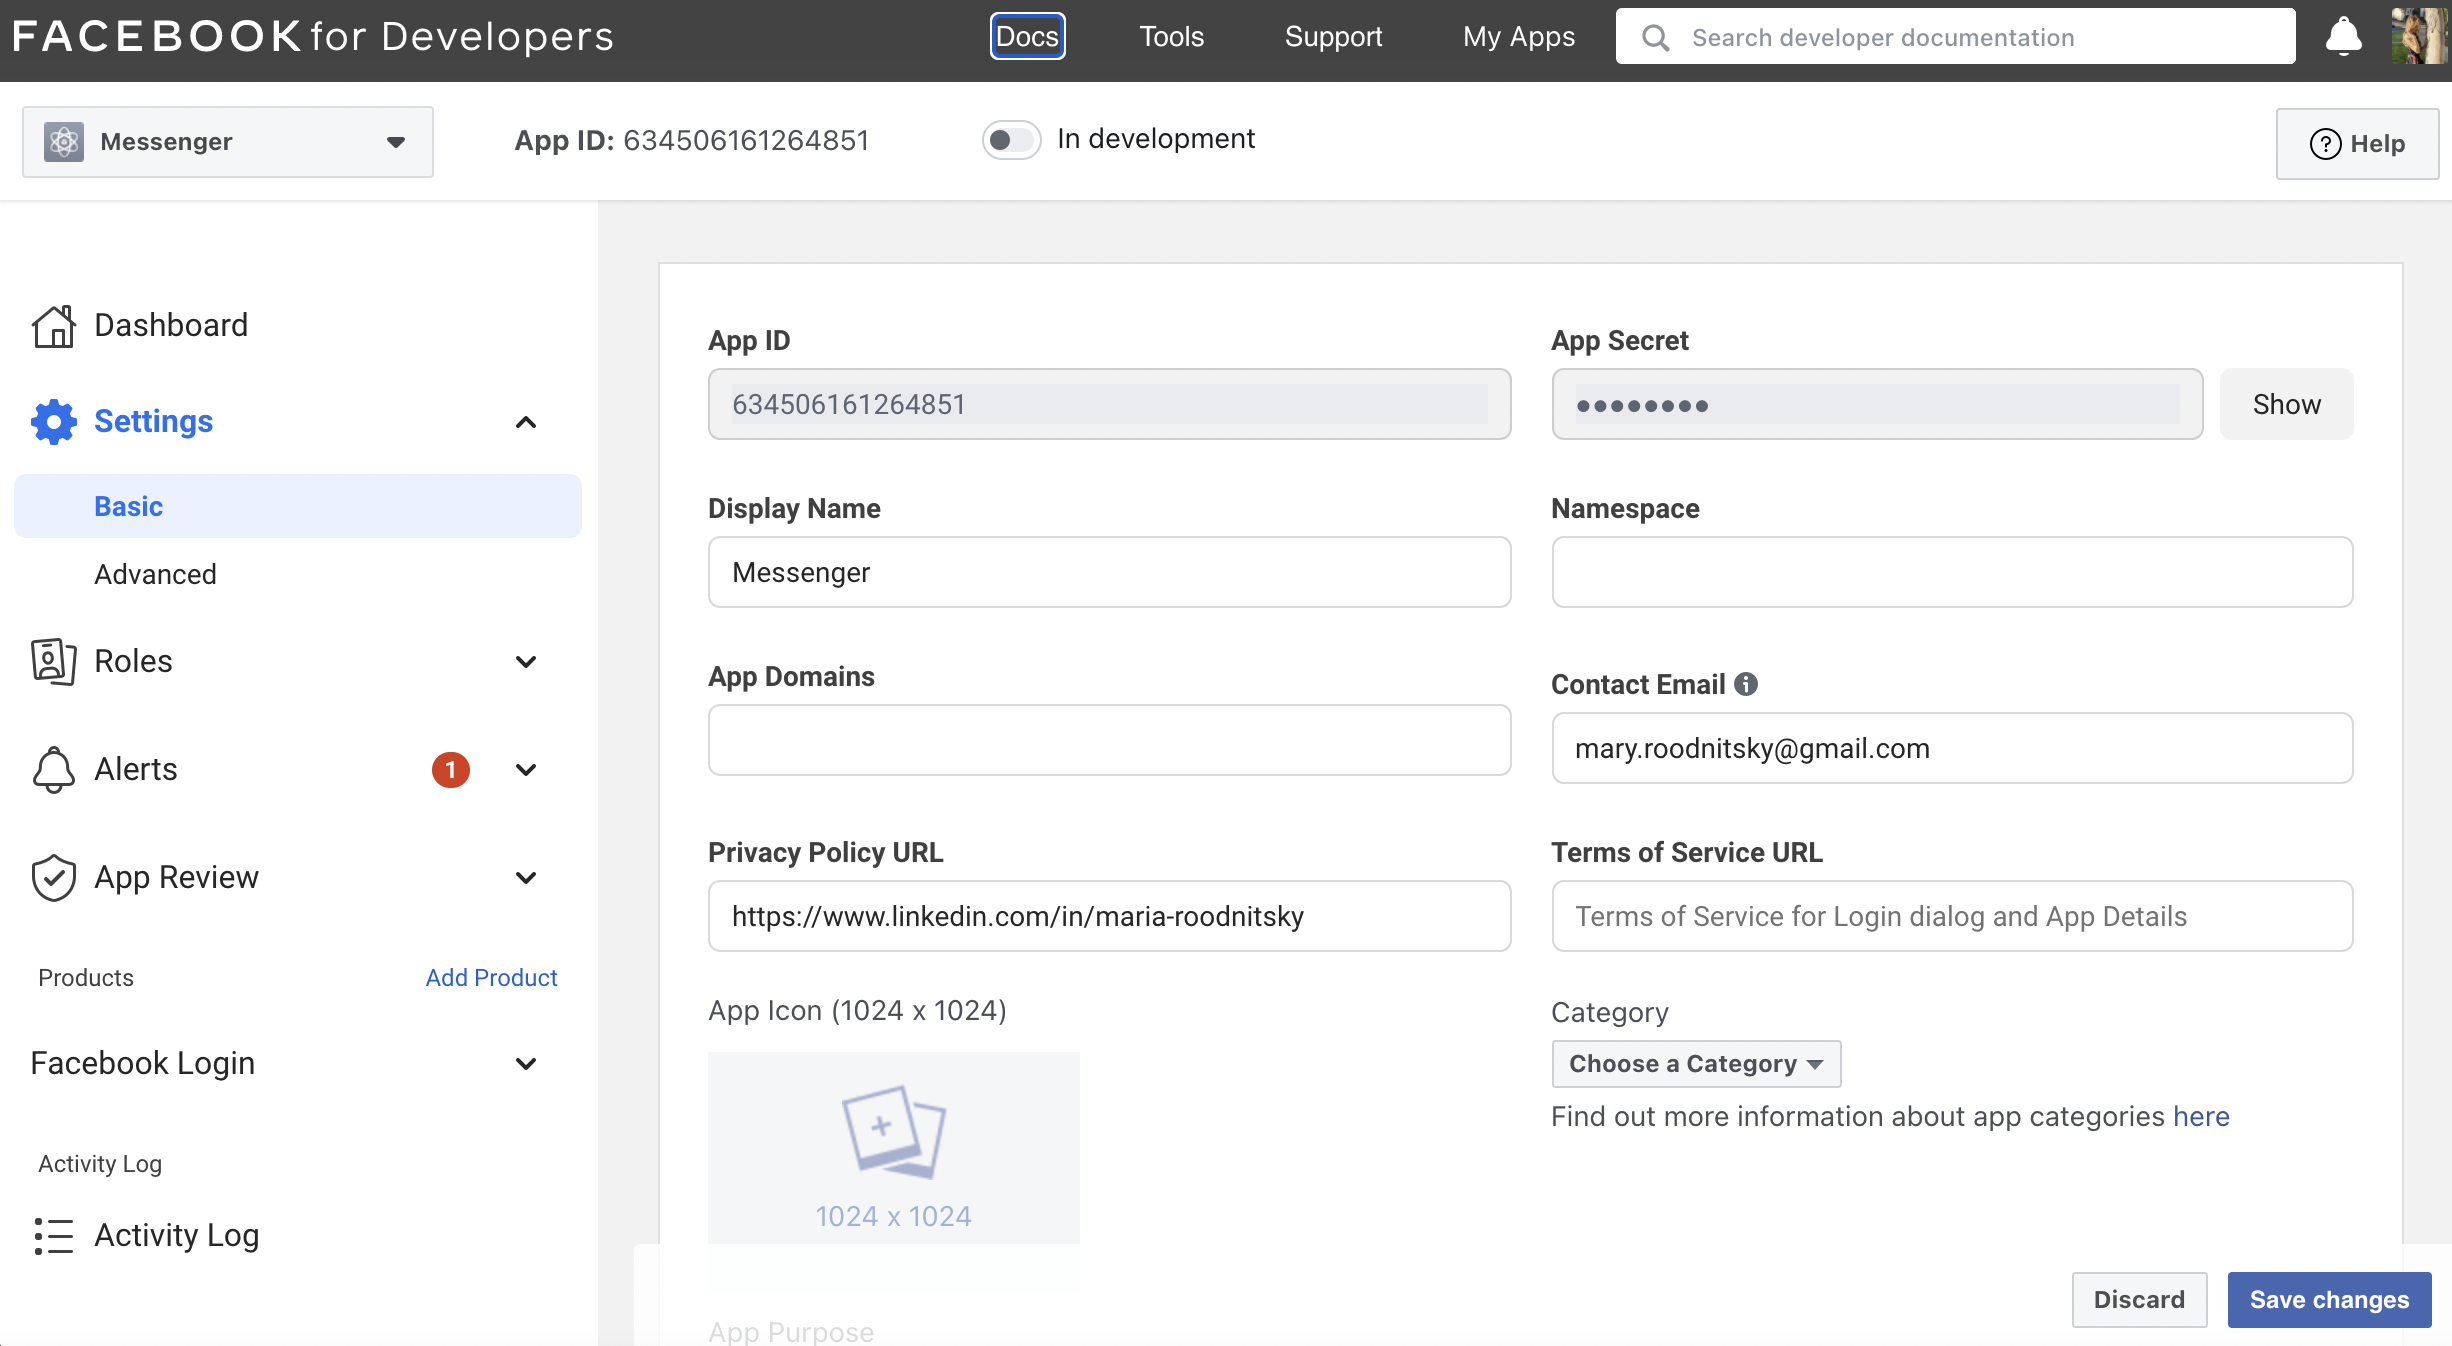 FACEBOOK for Developers Docs Tools Support My Apps Search developer documentation
Messenger App ID: 634506161264851 In development ? Help
Dashboard
Settings
Basic
Advanced
Roles
Alerts 1
App Review
Products Add Product
Facebook Login
Activity Log
Activity Log
App ID App Secret
634506161264851 •••••••• Show
Display Name Namespace
Messenger
App Domains Contact Email
mary.roodnitsky@gmail.com
Privacy Policy URL Terms of Service URL
https://www.linkedin.com/in/maria-roodnitsky Terms of Service for Login dialog and App Details
App Icon (1024 x 1024) Category
Choose a Category
Find out more information about app categories here
1024 x 1024
Discard Save changes
App Purpose